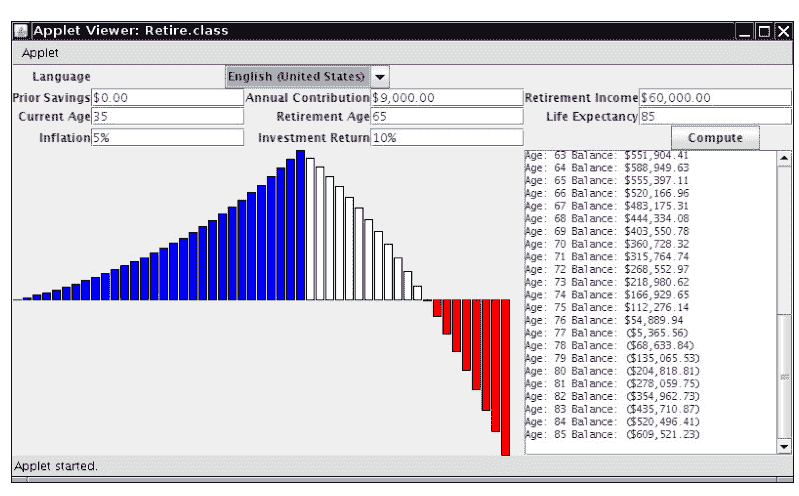 Applet Viewer: Retire.class
Applet
Language English (United States)
Prior Savings $0.00 Annual Contribution $9,000.00 Retirement Income $60,000.00
Current Age 35 Retirement Age 65 Life Expectancy 85
Inflation 5% Investment Return 10% Compute
Age: 63 Balance: $551,904.41
Age: 64 Balance: $588,949.63
Age: 65 Balance: $555,397.11
Age: 66 Balance: $520,166.96
Age: 67 Balance: $483,175.31
Age: 68 Balance: $444,334.08
Age: 69 Balance: $403,550.78
Age: 70 Balance: $360,728.32
Age: 71 Balance: $315,764.74
Age: 72 Balance: $268,552.97
Age: 73 Balance: $218,980.62
Age: 74 Balance: $166,929.65
Age: 75 Balance: $112,276.14
Age: 76 Balance: $54,889.94
Age: 77 Balance: ($5,365.56)
Age: 78 Balance: ($68,633.84)
Age: 79 Balance: ($135,065.53)
Age: 80 Balance: ($204,818.81)
Age: 81 Balance: ($278,059.75)
Age: 82 Balance: ($354,962.73)
Age: 83 Balance: ($435,710.87)
Age: 84 Balance: ($520,496.41)
Age: 85 Balance: ($609,521.23)
Applet started.